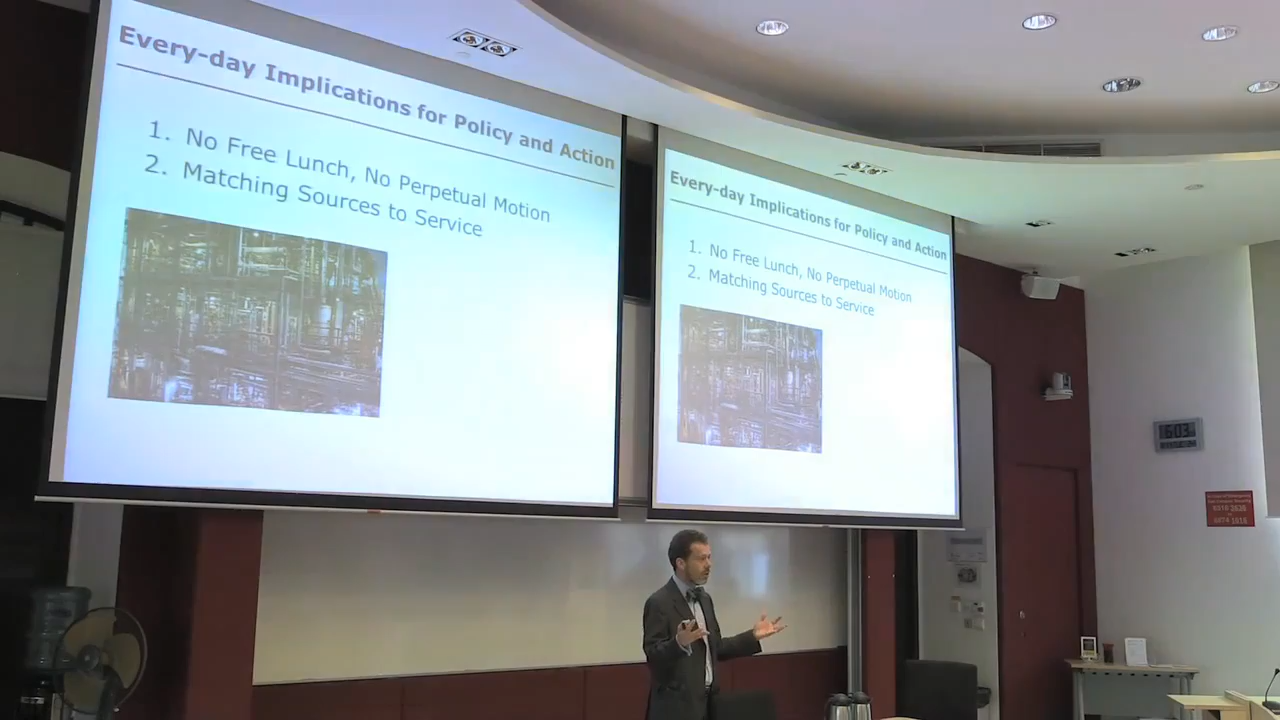 Every-day Implications for Policy and Action
1. No Free Lunch, No Perpetual Motion
2. Matching Sources to Service
Every-day Implications for Policy and Action
1. No Free Lunch, No Perpetual Motion
2. Matching Sources to Service
1603